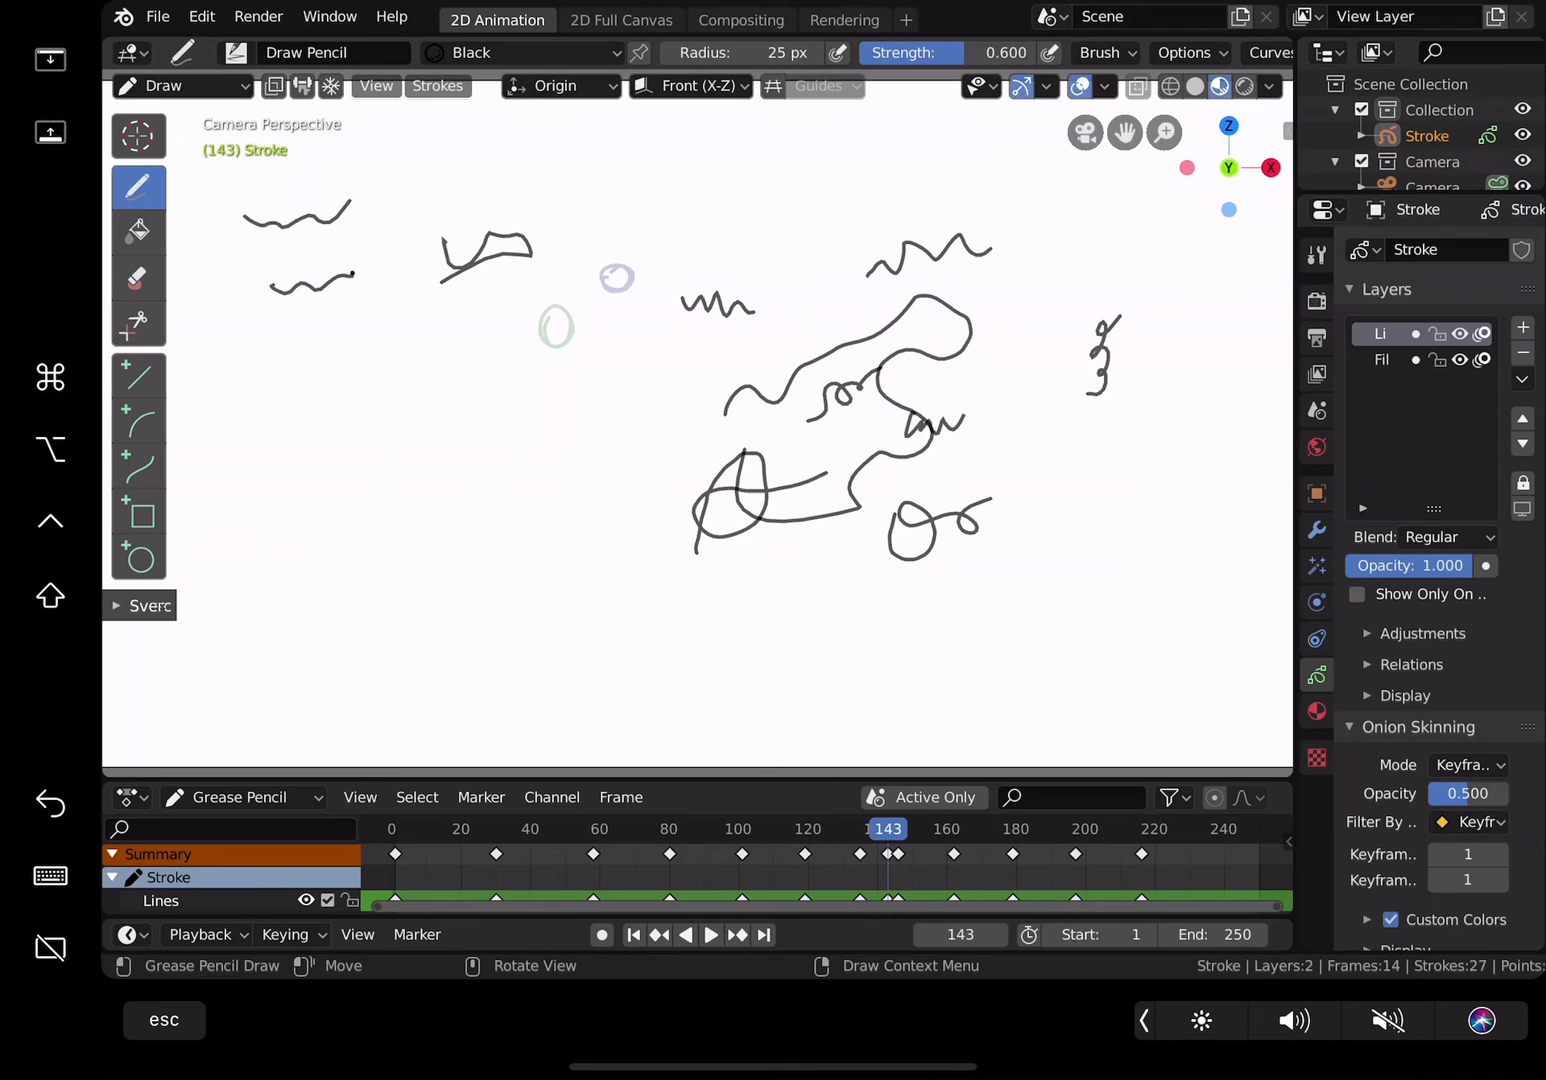 File Edit Render Window Help 2D Animation 2D Full Canvas Compositing Rendering + Scene View Layer
Draw Pencil Black Radius: 25 px Strength: 0.600 Brush Options Curves
Draw View Strokes Origin Front (X-Z) Guides
Scene Collection
Collection
Stroke
Camera
Camera
Camera Perspective
(143) Stroke
Z
Y
X
Stroke Strok
Stroke
Layers
Li
Fil
Blend: Regular
Opacity: 1.000
Show Only On ..
Adjustments
Relations
Display
Onion Skinning
Mode Keyfra..
Opacity 0.500
Filter By .. Keyfr
Keyfram.. 1
Keyfram.. 1
Custom Colors
Grease Pencil View Select Marker Channel Frame Active Only
0 20 40 60 80 100 120 143 160 180 200 220 240
Summary
Stroke
Lines
Playback Keying View Marker 143 Start: 1 End: 250
Grease Pencil Draw Move Rotate View Draw Context Menu Stroke | Layers:2 | Frames:14 | Strokes:27 | Points:
esc